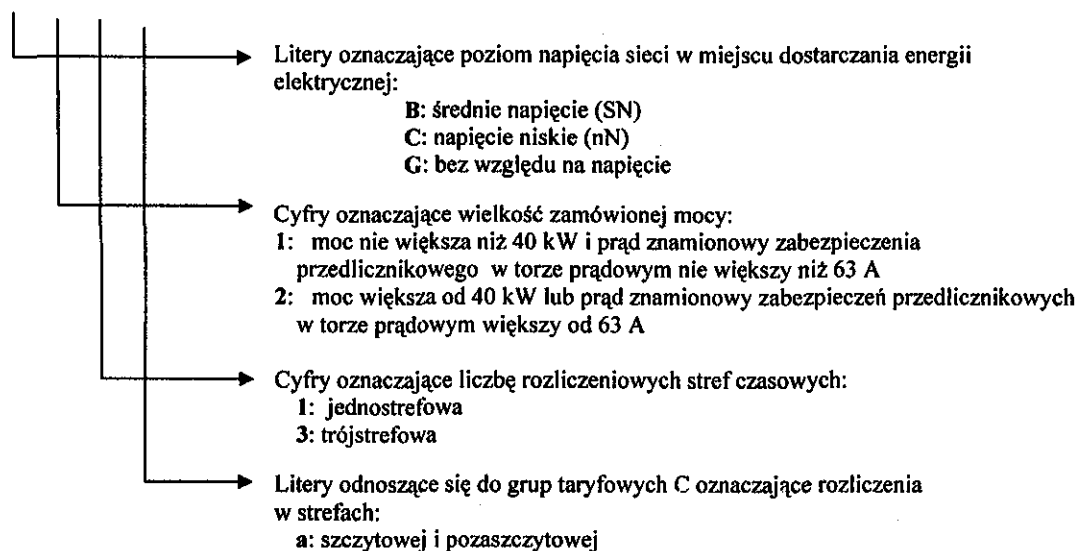 Litery oznaczające poziom napięcia sieci w miejscu dostarczania energii
elektrycznej:
B: średnie napięcie (SN)
C: napięcie niskie (nN)
G: bez względu na napięcie
Cyfry oznaczające wielkość zamówionej mocy:
1: moc nie większa niż 40 kW i prąd znamionowy zabezpieczenia
przedlicznikowego w torze prądowym nie większy niż 63 A
2: moc większa od 40 kW lub prąd znamionowy zabezpieczeń przedlicznikowych
w torze prądowym większy od 63 A
Cyfry oznaczające liczbę rozliczeniowych stref czasowych:
1: jednostrefowa
3: trójstrefowa
Litery odnoszące się do grup taryfowych C oznaczające rozliczenia
w strefach:
a: szczytowej i pozaszczytowej